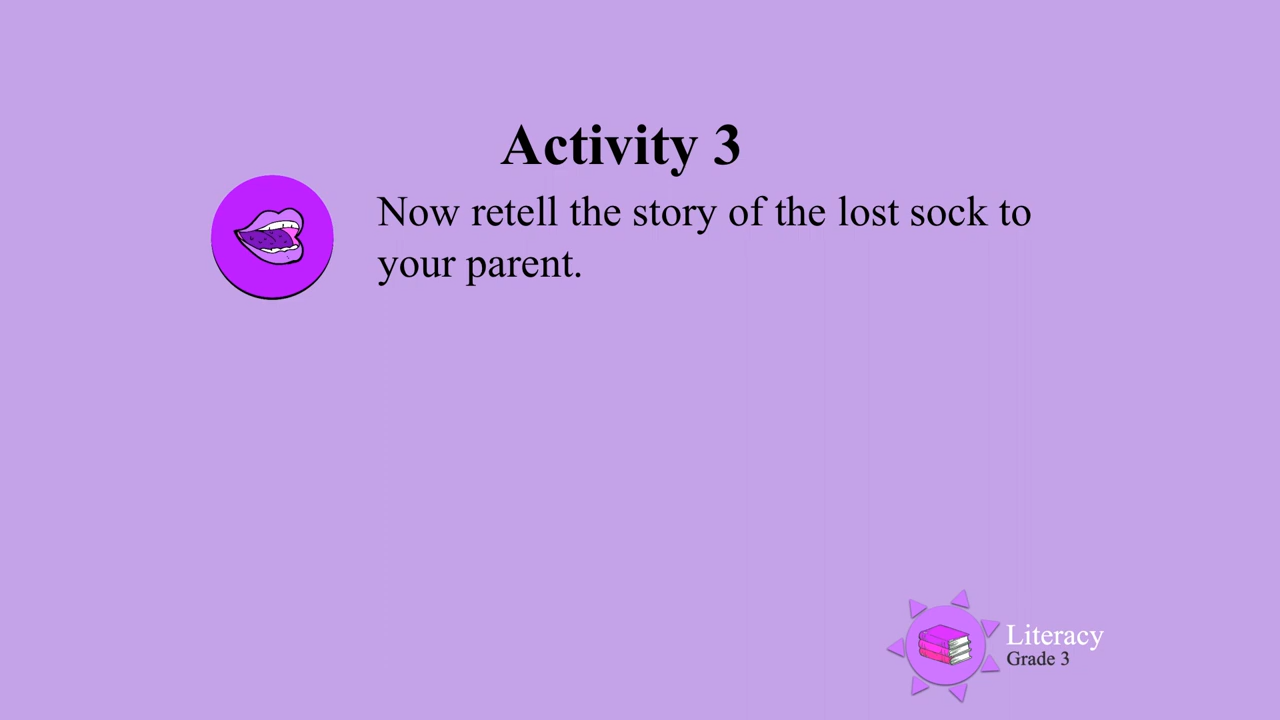 Activity 3
Now retell the story of the lost sock to
your parent.
Literacy
Grade 3